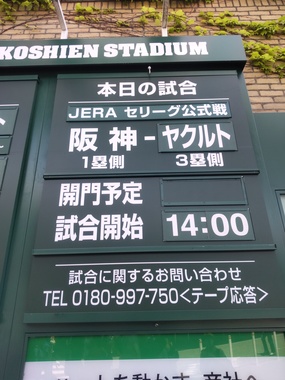 KOSHIEN STADIUM
本日の試合
JERA セリーグ公式戦
阪神-ヤクルト
1塁側 3塁側
開門予定
試合開始 14:00
試合に関するお問い合わせ
TEL 0180-997-750<テープ応答>